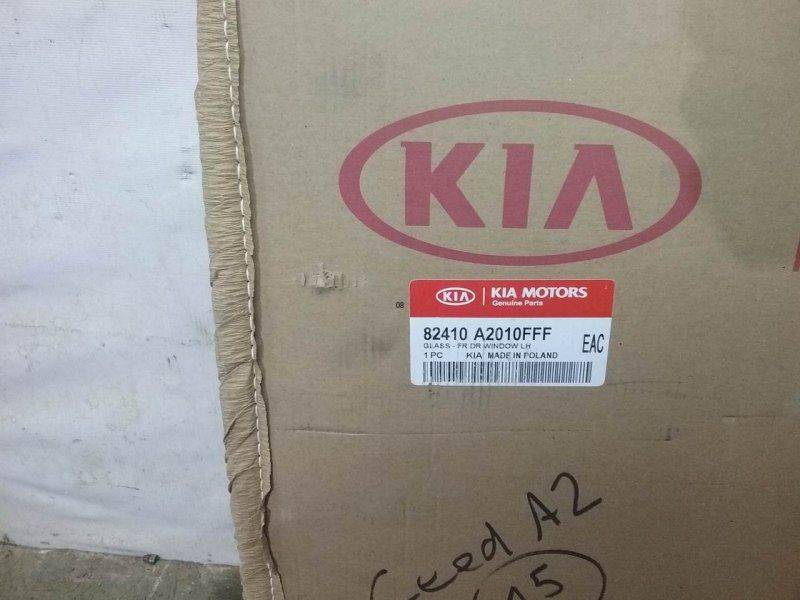 KIA
08
KIA KIA MOTORS
Genuine Parts
82410 A2010FFF
GLASS - FR DR WINDOW LH
EAC
1 PC KIA MADE IN POLAND
Ceed A2